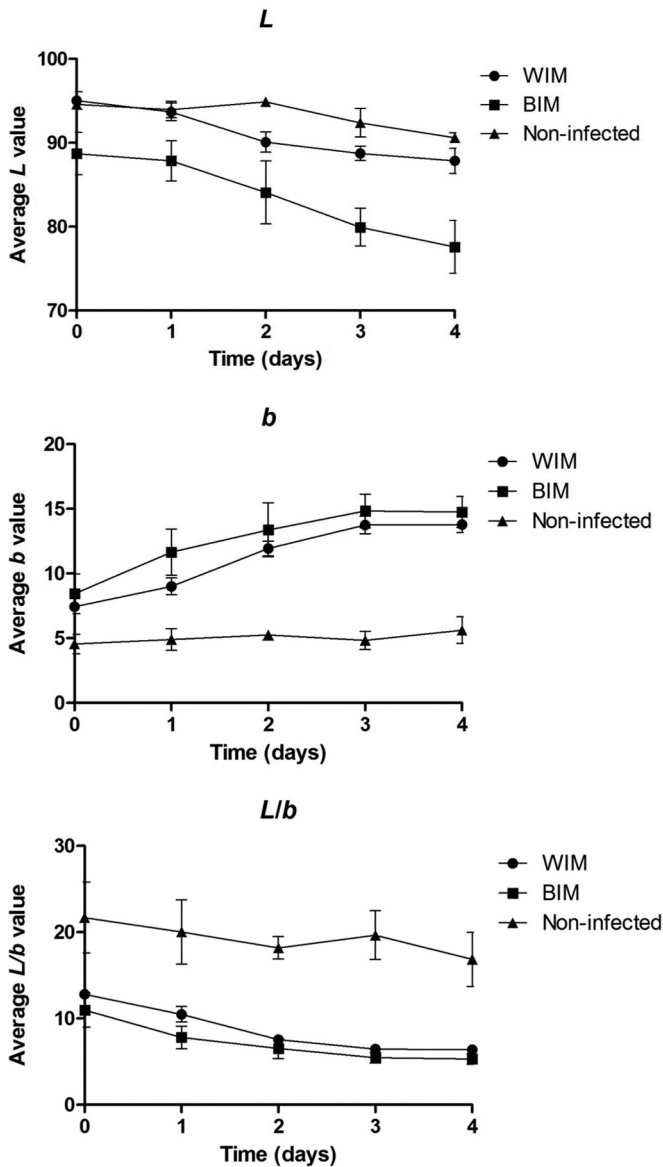 L
100
90
80
70
Average L value
0 1 2 3 4
Time (days)
WIM
BIM
Non-infected
b
20
15
10
5
0
Average b value
0 1 2 3 4
Time (days)
WIM
BIM
Non-infected
L/b
30
20
10
0
Average L/b value
0 1 2 3 4
Time (days)
WIM
BIM
Non-infected